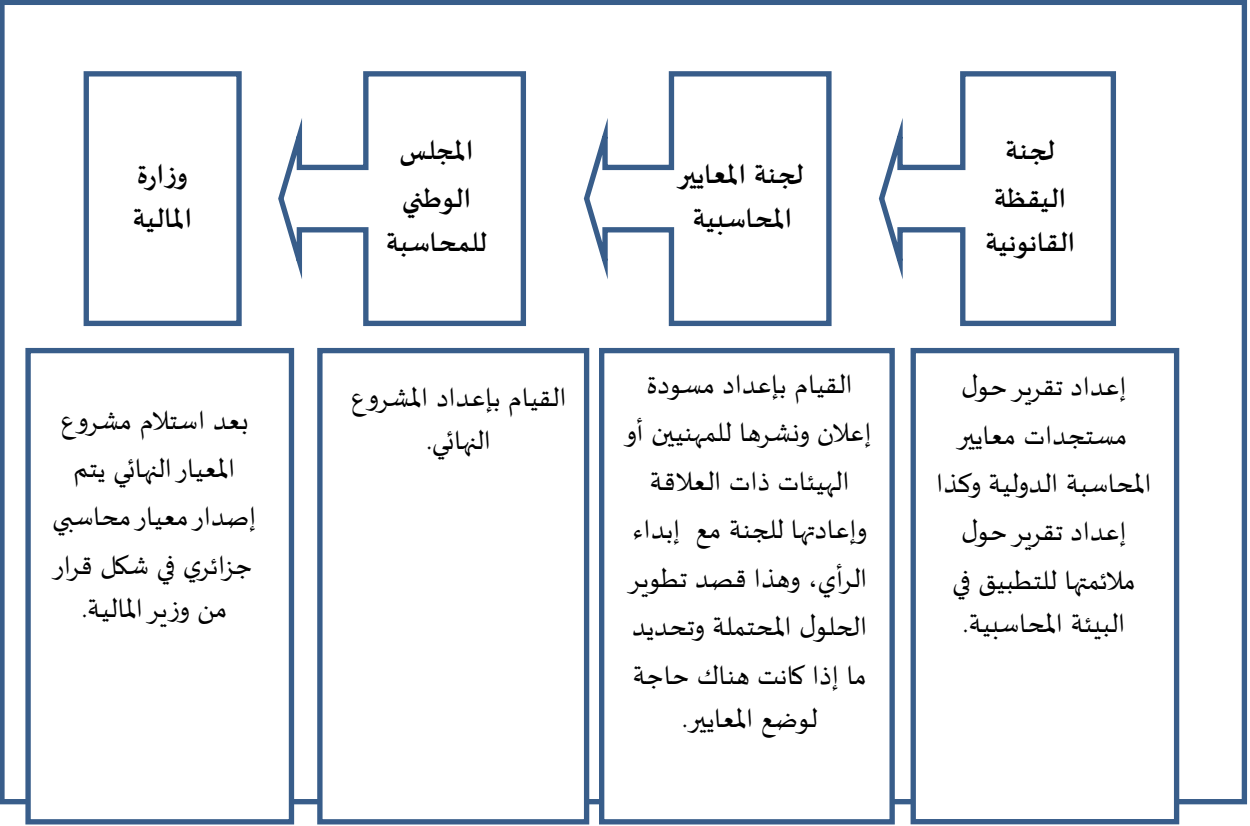 لجنة
اليقظة
القانونية
لجنة المعايير
المحاسبية
المجلس
الوطني
للمحاسبة
وزارة
المالية
إعداد تقرير حول
مستجدات معايير
المحاسبة الدولية وكذا
إعداد تقرير حول
ملائمتها للتطبيق في
البيئة المحاسبية.
القيام بإعداد مسودة
إعلان ونشرها للمهنيين أو
الهيئات ذات العلاقة
وإعادتها للجنة مع إبداء
الرأي، وهذا قصد تطوير
الحلول المحتملة وتحديد
ما إذا كانت هناك حاجة
لوضع المعايير.
القيام بإعداد المشروع
النهائي.
بعد استلام مشروع
المعيار النهائي يتم
إصدار معيار محاسبي
جزائري في شكل قرار
من وزير المالية.